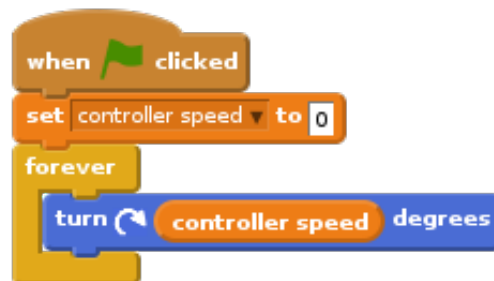 when clicked
set controller speed to 0
forever
turn controller speed degrees